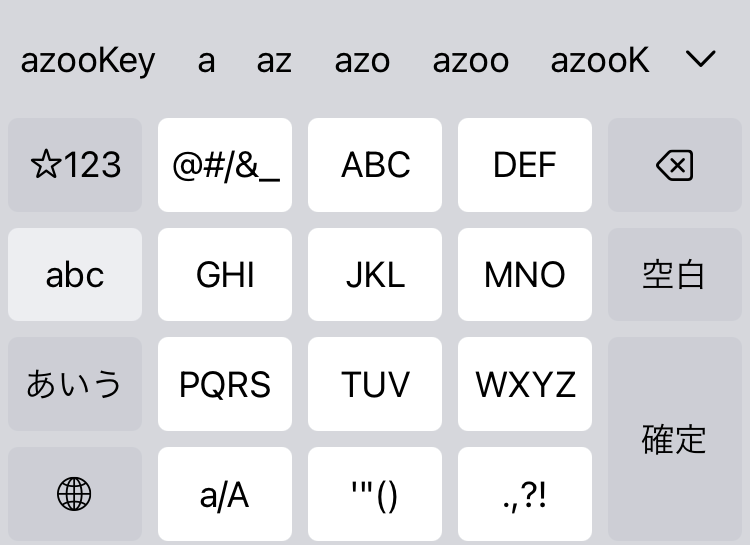 azooKey a az azo azoo azooK
☆123 @#/&_ ABC DEF
abc GHI JKL MNO 空白
あいう PQRS TUV WXYZ
確定
a/A '"() .,?!